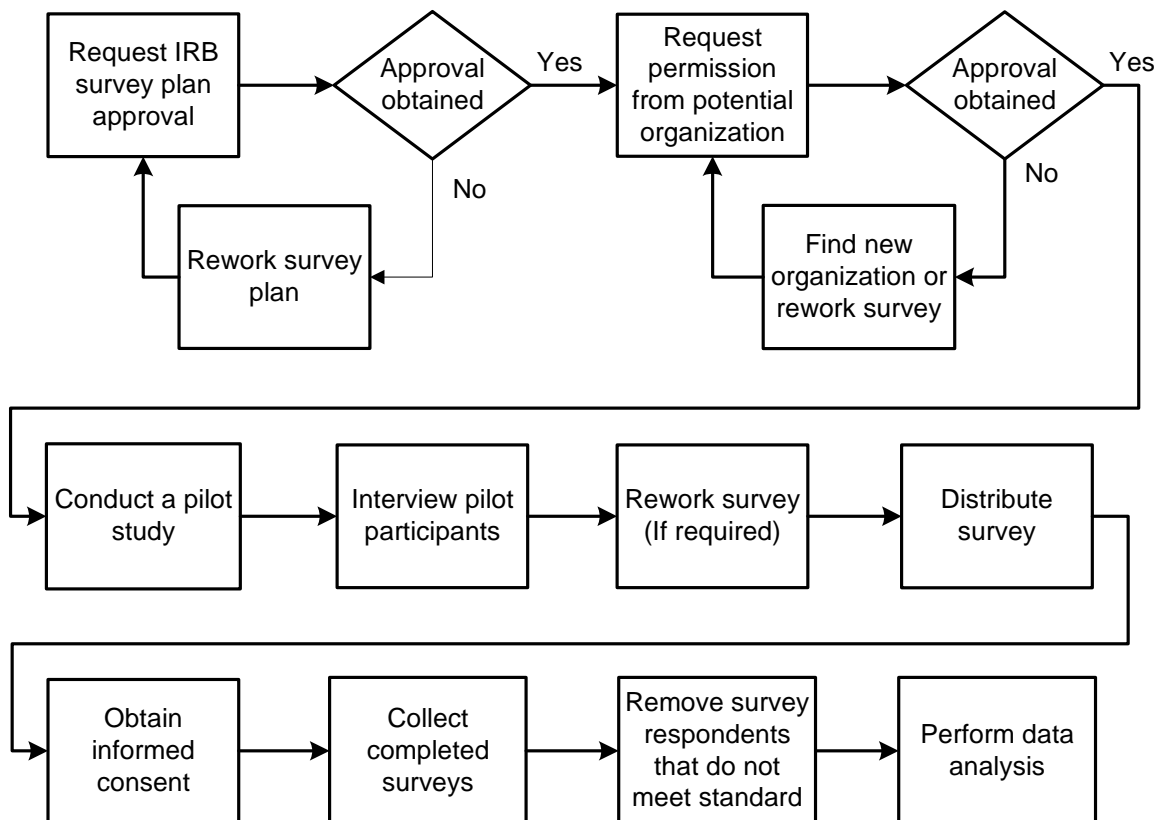 Request IRB
survey plan
approval
Approval
obtained
Yes
No
Rework survey
plan
Request
permission
from potential
organization
Approval
obtained
Yes
No
Find new
organization or
rework survey
Conduct a pilot
study
Interview pilot
participants
Rework survey
(If required)
Distribute
survey
Obtain
informed
consent
Collect
completed
surveys
Remove survey
respondents
that do not
meet standard
Perform data
analysis